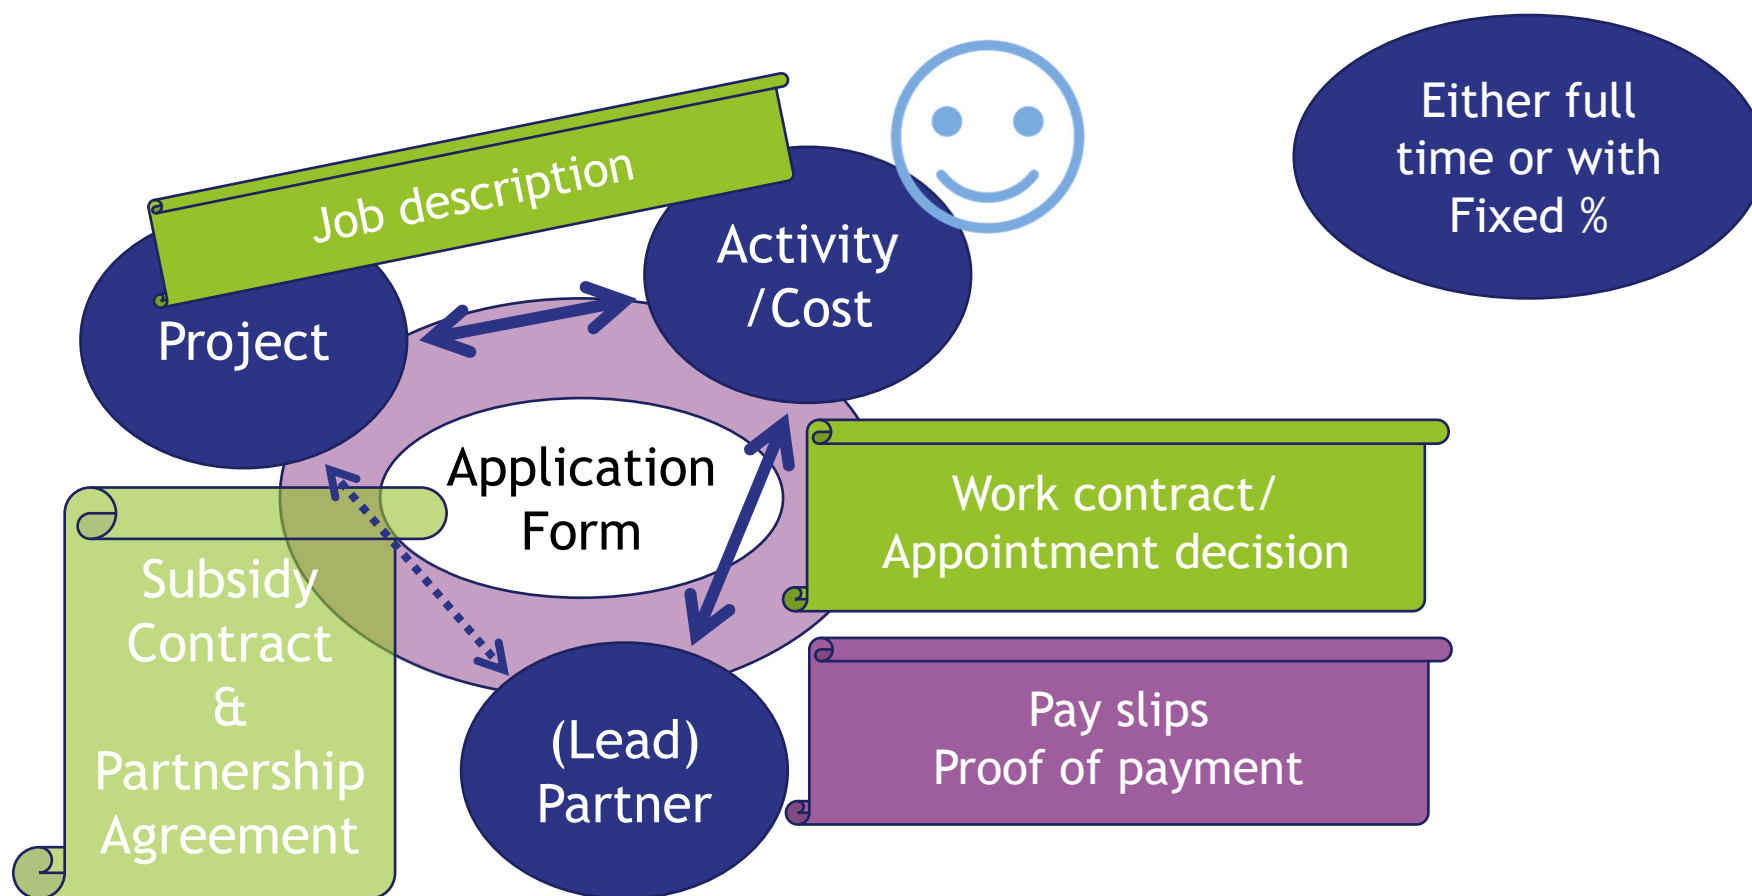 Job description
Activity
/Cost
Either full
time or with
Fixed %
Project
Application
Form
Work contract/
Appointment decision
Subsidy
Contract
&
Partnership
Agreement
(Lead)
Partner
Pay slips
Proof of payment